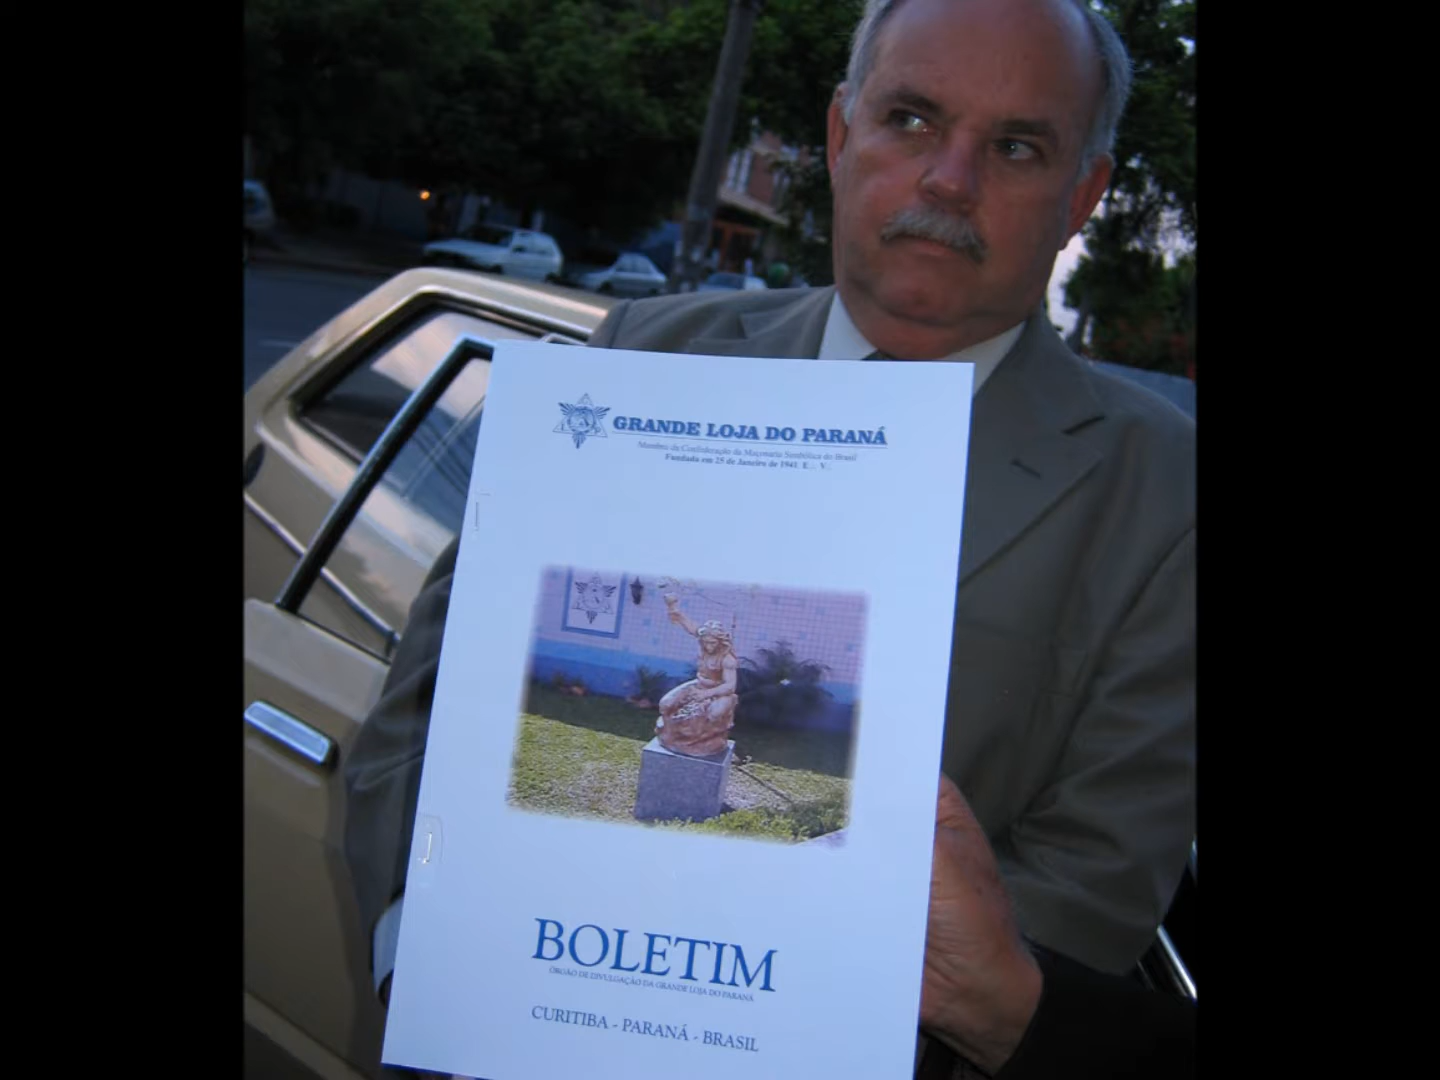 GRANDE LOJA DO PARANÁ
Membro da Confederação da Maçonaria Simbólica do Brasil
Fundada em 25 de Janeiro de 1941 E∴ V∴
BOLETIM
ÓRGÃO DE DIVULGAÇÃO DA GRANDE LOJA DO PARANÁ
CURITIBA - PARANÁ - BRASIL